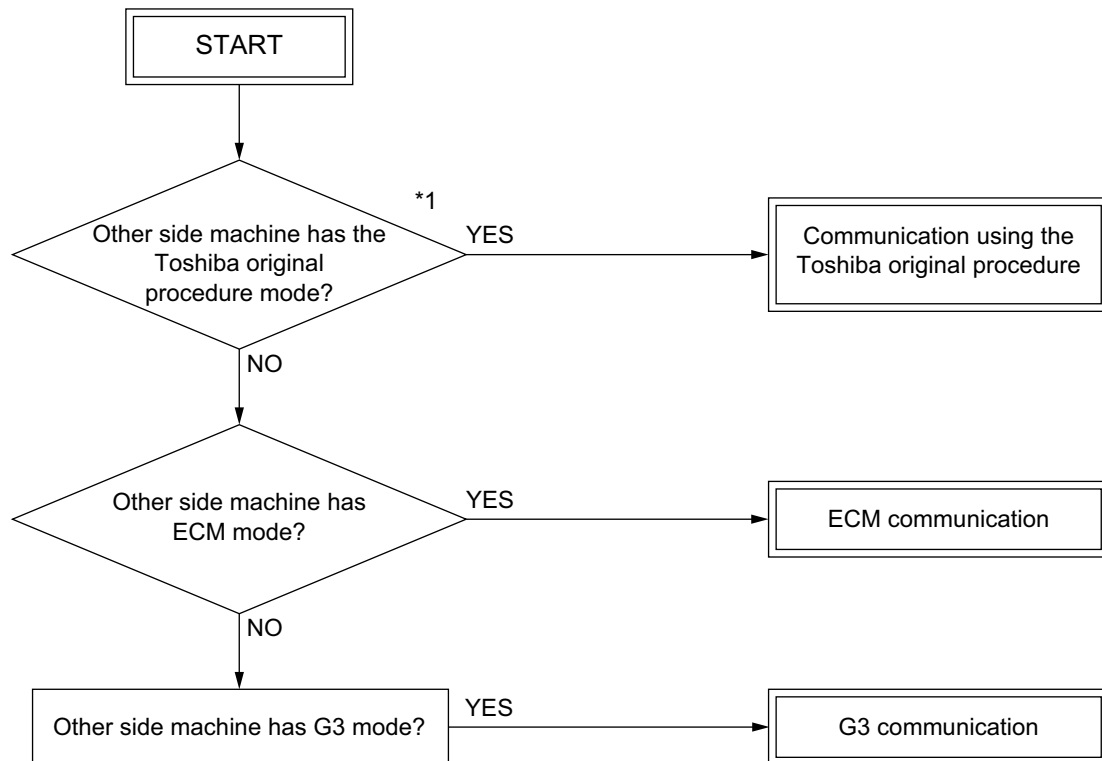 START
*1
Other side machine has the
Toshiba original
procedure mode?
YES
Communication using the
Toshiba original procedure
NO
Other side machine has
ECM mode?
YES
ECM communication
NO
Other side machine has G3 mode?
YES
G3 communication